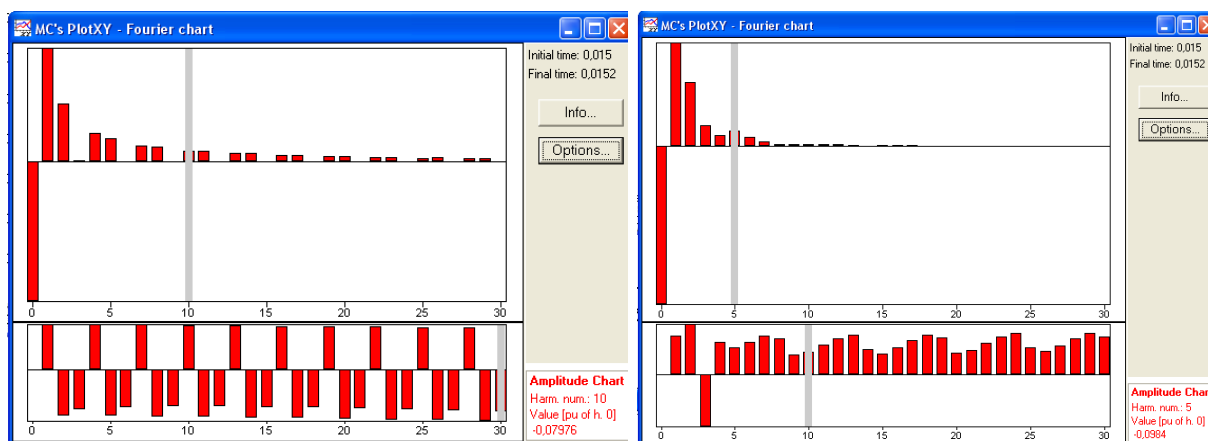 MC's PlotXY - Fourier chart
Initial time: 0,015
Final time: 0,0152
Info...
Options...
0 5 10 15 20 25 30
0 5 10 15 20 25 30
Amplitude Chart
Harm. num.: 10
Value [pu of h. 0]
-0,07976
MC's PlotXY - Fourier chart
Initial time: 0,015
Final time: 0,0152
Info...
Options...
0 5 10 15 20 25 30
0 5 10 15 20 25 30
Amplitude Char
Harm. num.: 5
Value [pu of h. 0]
-0,0984